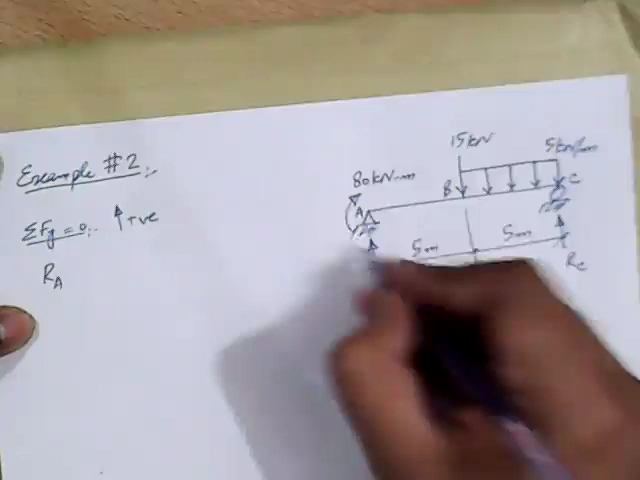 Example #2:-
ΣFy = 0:- ↑+ve
RA
15kN
5kN/m
80kN-m
A
B
C
5m
5m
Rc